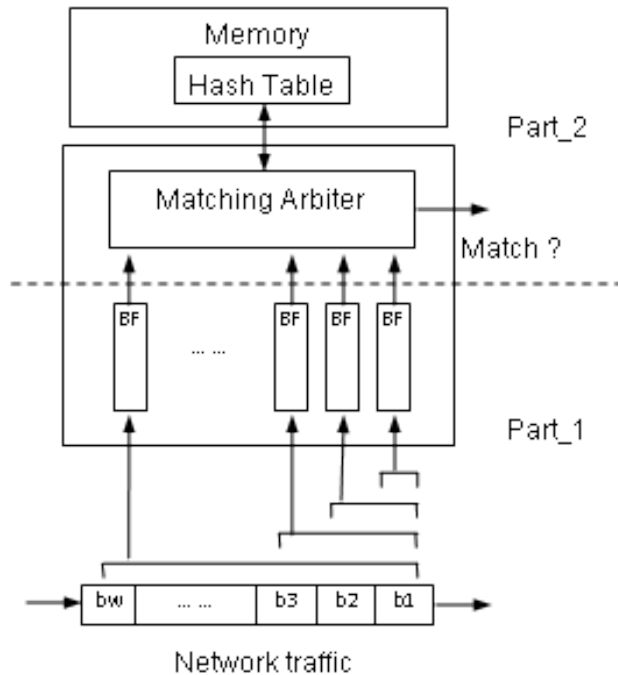 Memory
Hash Table
Part_2
Matching Arbiter
Match ?
BF
... ...
BF
BF
BF
Part_1
bw
... ...
b3
b2
b1
Network traffic